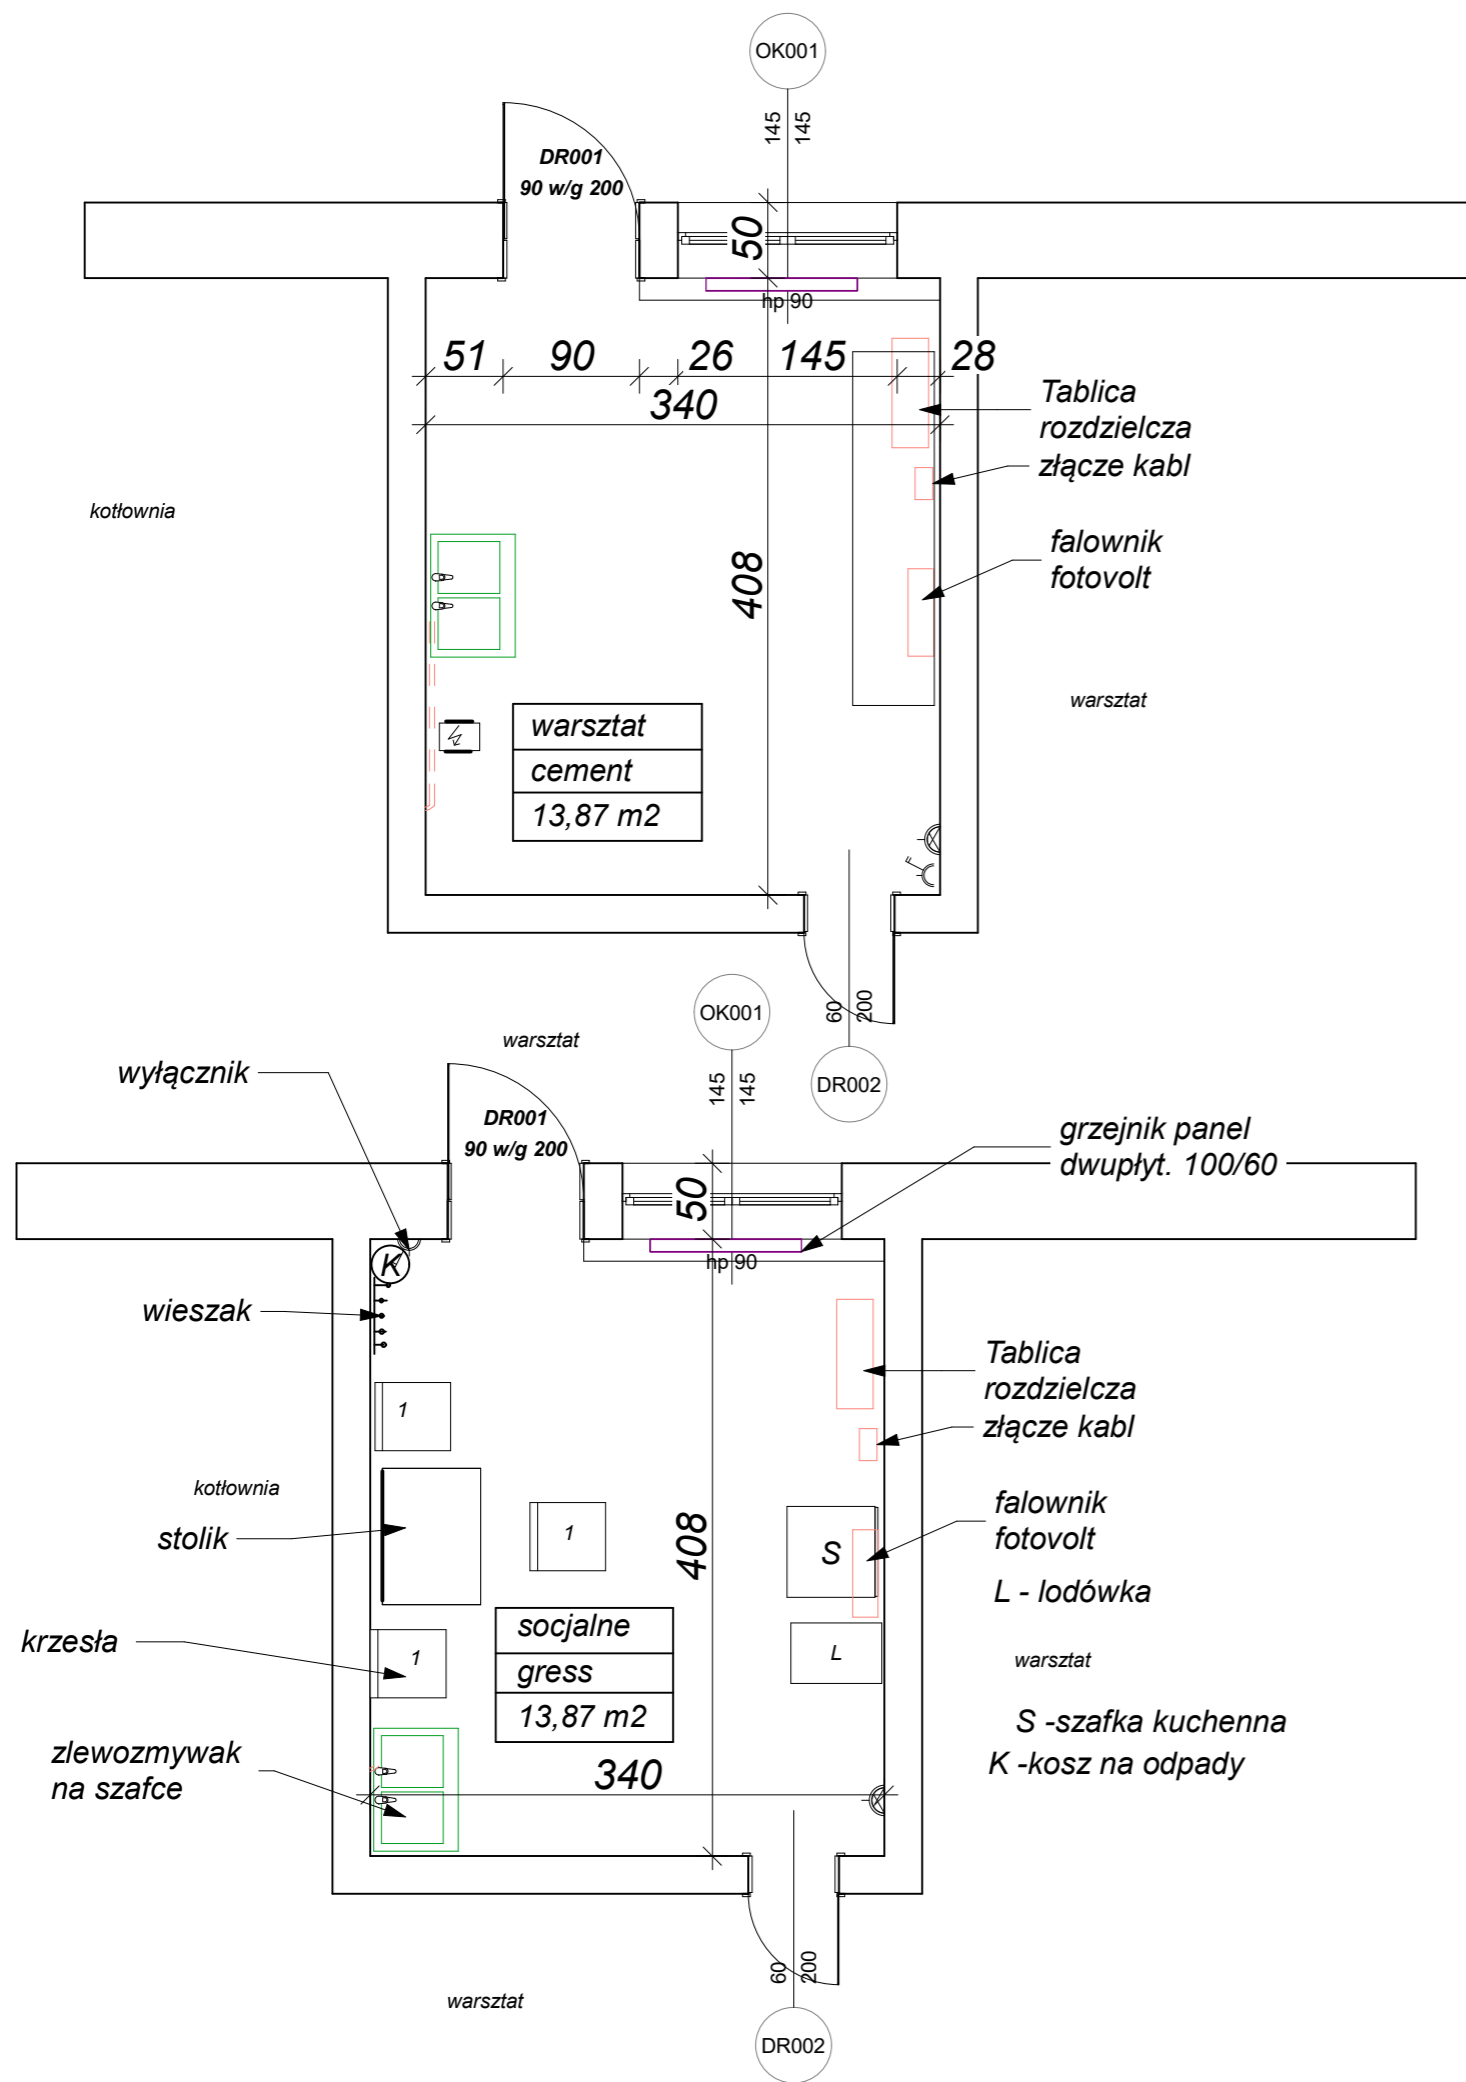 OK001
145
145
DR001
90 w/g 200
50
hp 90
51
90
26
145
28
340
Tablica
rozdzielcza
złącze kabl
kotłownia
falownik
fotovolt
408
warsztat
warsztat
cement
13,87 m2
60
200
DR002
OK001
warsztat
wyłącznik
145
145
DR001
90 w/g 200
grzejnik panel
dwupłyt. 100/60
50
hp 90
K
wieszak
Tablica
rozdzielcza
złącze kabl
1
kotłownia
stolik
1
408
S
falownik
fotovolt
L - lodówka
krzesła
1
socjalne
gress
13,87 m2
L
warsztat
S -szafka kuchenna
K -kosz na odpady
zlewozmywak
na szafce
340
60
200
warsztat
DR002